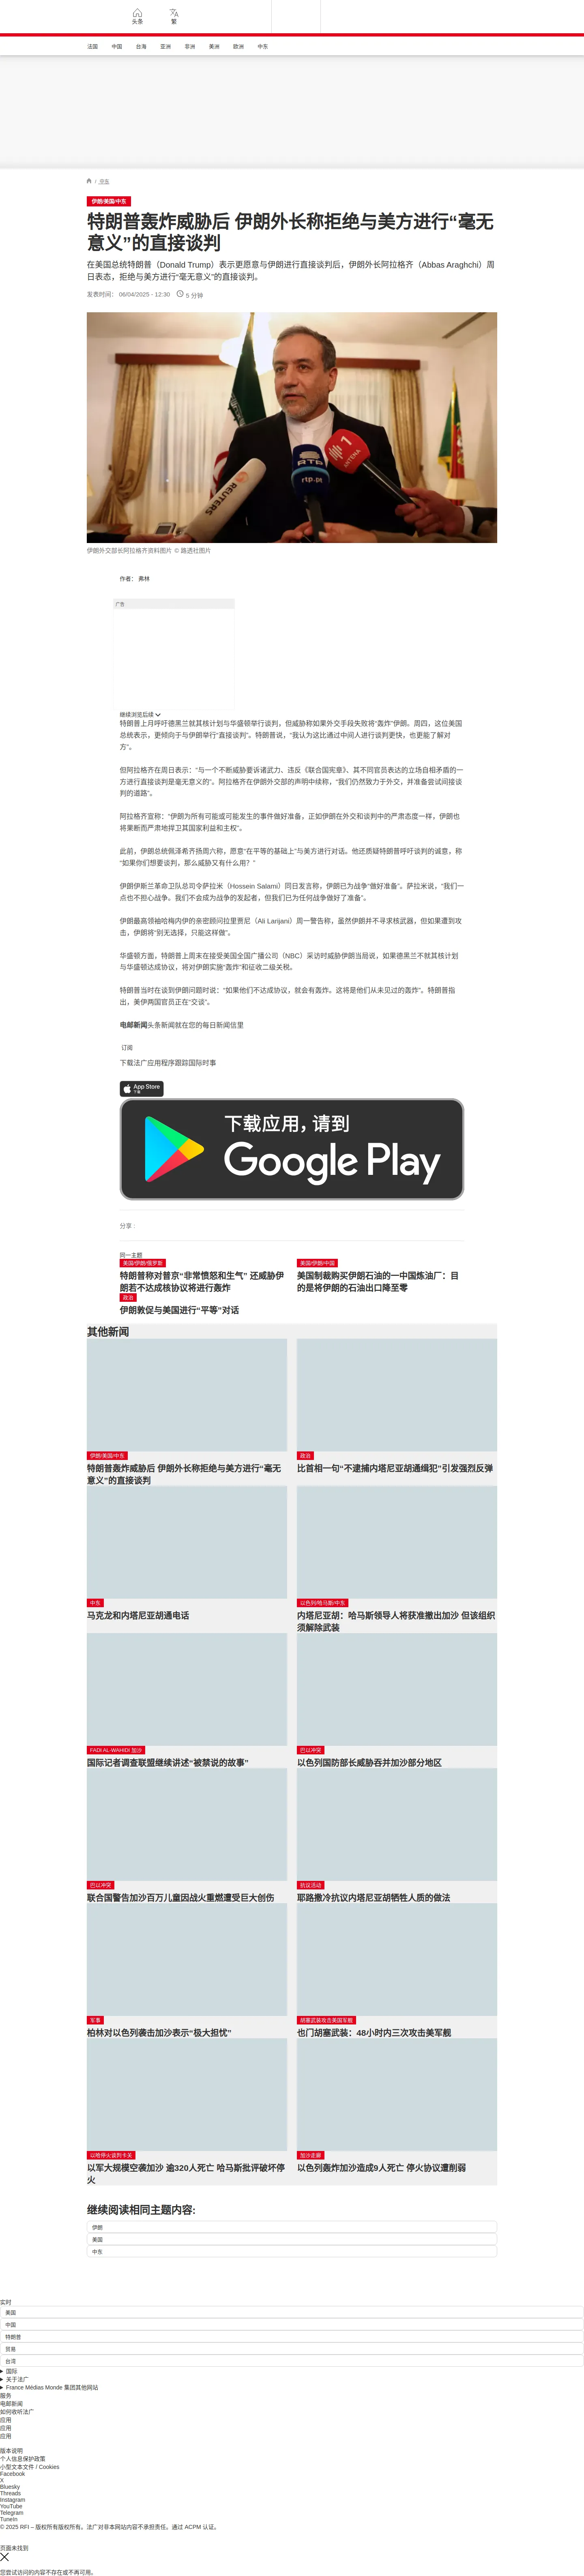 头条
繁
法国
中国
台海
亚洲
非洲
美洲
欧洲
中东
/ 中东
伊朗/美国/中东
特朗普轰炸威胁后 伊朗外长称拒绝与美方进行“毫无
意义”的直接谈判
在美国总统特朗普（Donald Trump）表示更愿意与伊朗进行直接谈判后，伊朗外长阿拉格齐（Abbas Araghchi）周
日表态，拒绝与美方进行“毫无意义”的直接谈判。
发表时间： 06/04/2025 - 12:30
5 分钟
REUTERS
RTP
rtp.pt
1
ANTENA
伊朗外交部长阿拉格齐资料图片 © 路透社图片
作者： 弗林
广告
继续浏览后续
特朗普上月呼吁德黑兰就其核计划与华盛顿举行谈判，但威胁称如果外交手段失败将“轰炸”伊朗。周四，这位美国
总统表示，更倾向于与伊朗举行“直接谈判”。特朗普说，“我认为这比通过中间人进行谈判更快，也更能了解对
方”。
但阿拉格齐在周日表示：“与一个不断威胁要诉诸武力、违反《联合国宪章》、其不同官员表达的立场自相矛盾的一
方进行直接谈判是毫无意义的”。阿拉格齐在伊朗外交部的声明中续称，“我们仍然致力于外交，并准备尝试间接谈
判的道路”。
阿拉格齐宣称：“伊朗为所有可能或可能发生的事件做好准备，正如伊朗在外交和谈判中的严肃态度一样，伊朗也
将果断而严肃地捍卫其国家利益和主权”。
此前，伊朗总统佩泽希齐扬周六称，愿意“在平等的基础上”与美方进行对话。他还质疑特朗普呼吁谈判的诚意，称
“如果你们想要谈判，那么威胁又有什么用？”
伊朗伊斯兰革命卫队总司令萨拉米（Hossein Salami）同日发言称，伊朗已为战争“做好准备”。萨拉米说，“我们一
点也不担心战争。我们不会成为战争的发起者，但我们已为任何战争做好了准备”。
伊朗最高领袖哈梅内伊的亲密顾问拉里贾尼（Ali Larijani）周一警告称，虽然伊朗并不寻求核武器，但如果遭到攻
击，伊朗将“别无选择，只能这样做”。
华盛顿方面，特朗普上周末在接受美国全国广播公司（NBC）采访时威胁伊朗当局说，如果德黑兰不就其核计划
与华盛顿达成协议，将对伊朗实施“轰炸”和征收二级关税。
特朗普当时在谈到伊朗问题时说：“如果他们不达成协议，就会有轰炸。这将是他们从未见过的轰炸”。特朗普指
出，美伊两国官员正在“交谈”。
电邮新闻头条新闻就在您的每日新闻信里
订阅
下载法广应用程序跟踪国际时事
App Store
下载
下载应用，请到
Google Play
分享 :
同一主题
美国/伊朗/俄罗斯
特朗普称对普京“非常愤怒和生气” 还威胁伊
朗若不达成核协议将进行轰炸
美国/伊朗/中国
美国制裁购买伊朗石油的一中国炼油厂：目
的是将伊朗的石油出口降至零
政治
伊朗敦促与美国进行“平等”对话
其他新闻
伊朗/美国/中东
特朗普轰炸威胁后 伊朗外长称拒绝与美方进行“毫无
意义”的直接谈判
政治
比首相一句“不逮捕内塔尼亚胡通缉犯”引发强烈反弹
中东
马克龙和内塔尼亚胡通电话
以色列/哈马斯/中东
内塔尼亚胡：哈马斯领导人将获准撤出加沙 但该组织
须解除武装
FADI AL-WAHIDI 加沙
国际记者调查联盟继续讲述“被禁说的故事”
巴以冲突
以色列国防部长威胁吞并加沙部分地区
巴以冲突
联合国警告加沙百万儿童因战火重燃遭受巨大创伤
抗议活动
耶路撒冷抗议内塔尼亚胡牺牲人质的做法
军事
柏林对以色列袭击加沙表示“极大担忧”
胡塞武装攻击美国军舰
也门胡塞武装：48小时内三次攻击美军舰
以哈停火谈判卡关
以军大规模空袭加沙 逾320人死亡 哈马斯批评破坏停
火
加沙走廊
以色列轰炸加沙造成9人死亡 停火协议遭削弱
继续阅读相同主题内容:
伊朗
美国
中东
实时
美国
中国
特朗普
贸易
台湾
国际
关于法广
France Médias Monde 集团其他网站
服务
电邮新闻
如何收听法广
应用
应用
应用
版本说明
个人信息保护政策
小型文本文件 / Cookies
Facebook
X
Bluesky
Threads
Instagram
YouTube
Telegram
TuneIn
© 2025 RFI – 版权所有版权所有。法广对非本网站内容不承担责任。通过 ACPM 认证。
页面未找到
您尝试访问的内容不存在或不再可用。